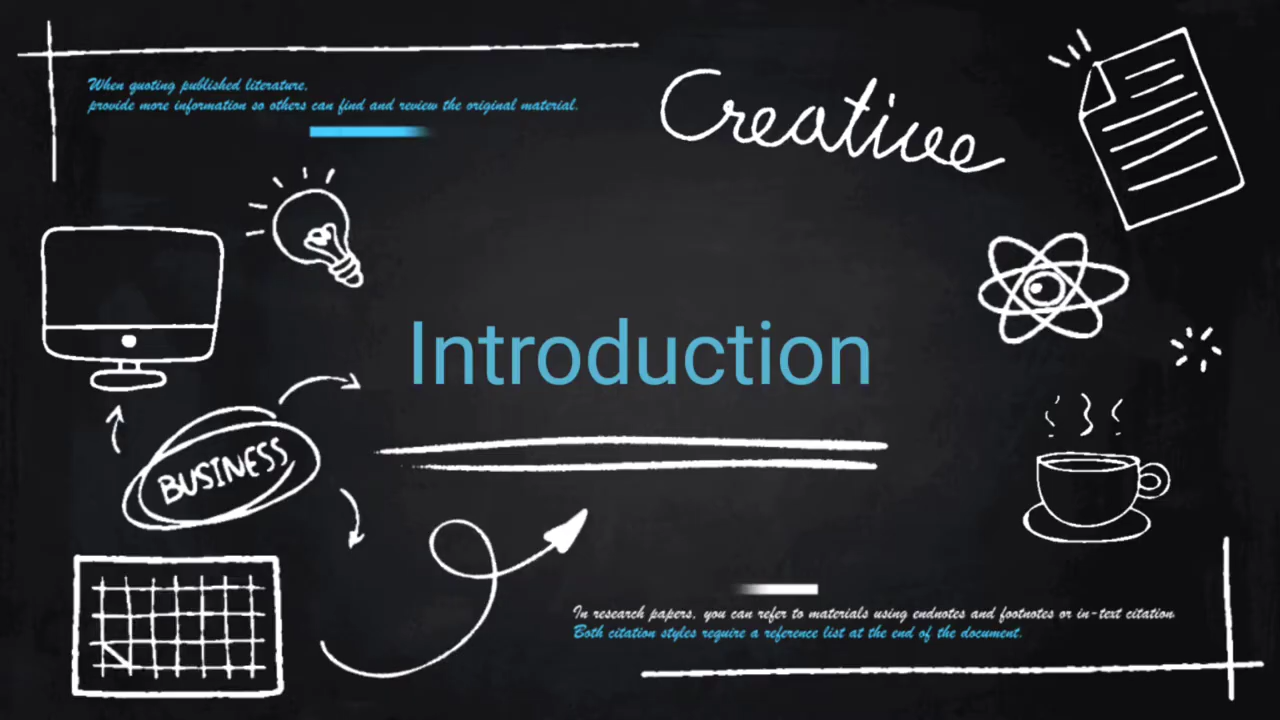 When quoting published literature,
provide more information so others can find and review the original material.
Creative
Introduction
BUSINESS
In research papers, you can refer to materials using endnotes and footnotes or in-text citation.
Both citation styles require a reference list at the end of the document.